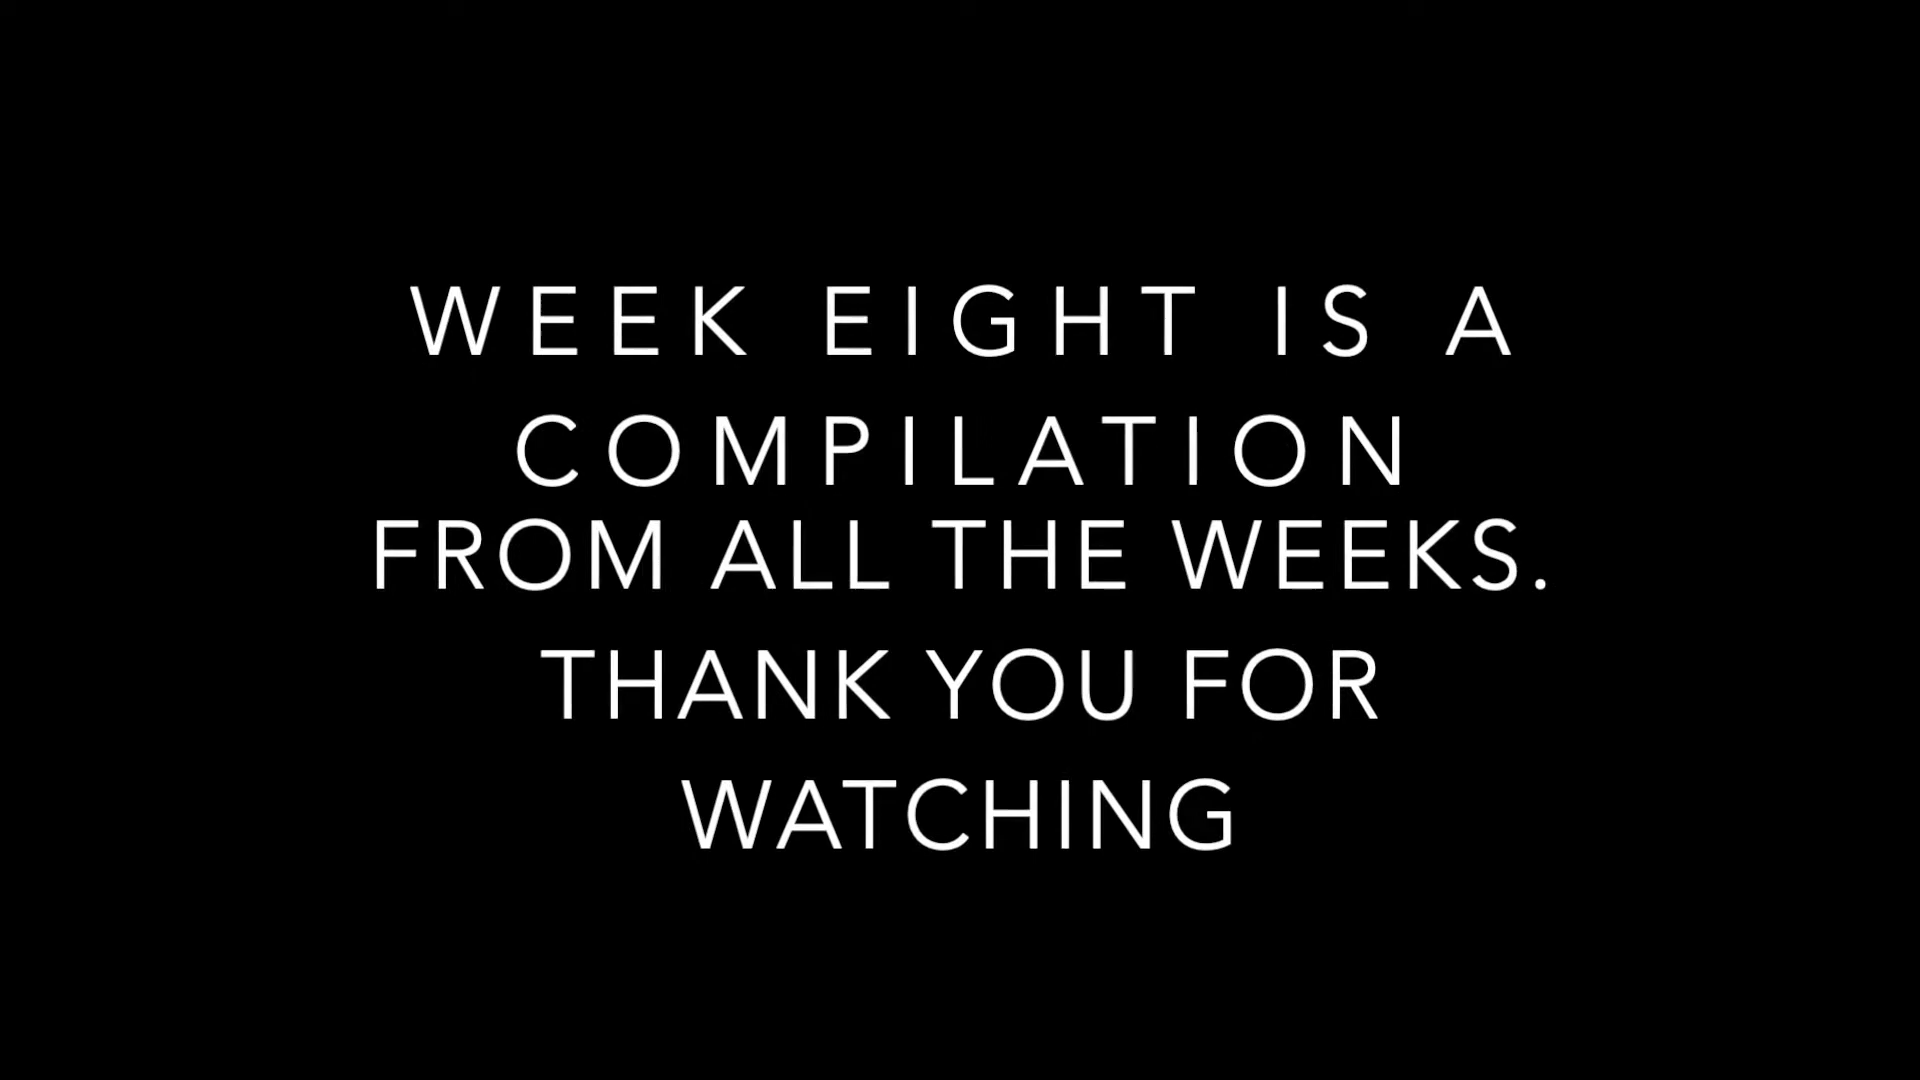 WEEK EIGHT IS A
COMPILATION
FROM ALL THE WEEKS.
THANK YOU FOR
WATCHING